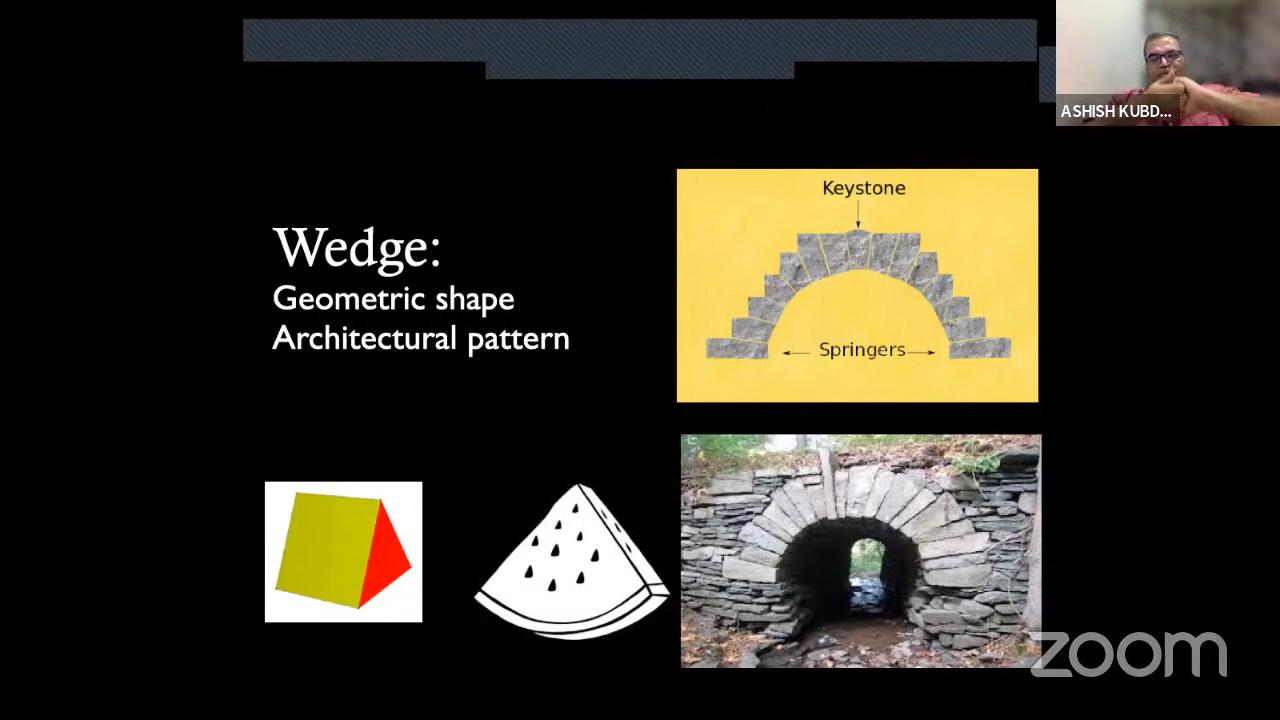 ASHISH KUBD...
Keystone
Wedge:
Geometric shape
Architectural pattern
Springers
zoom